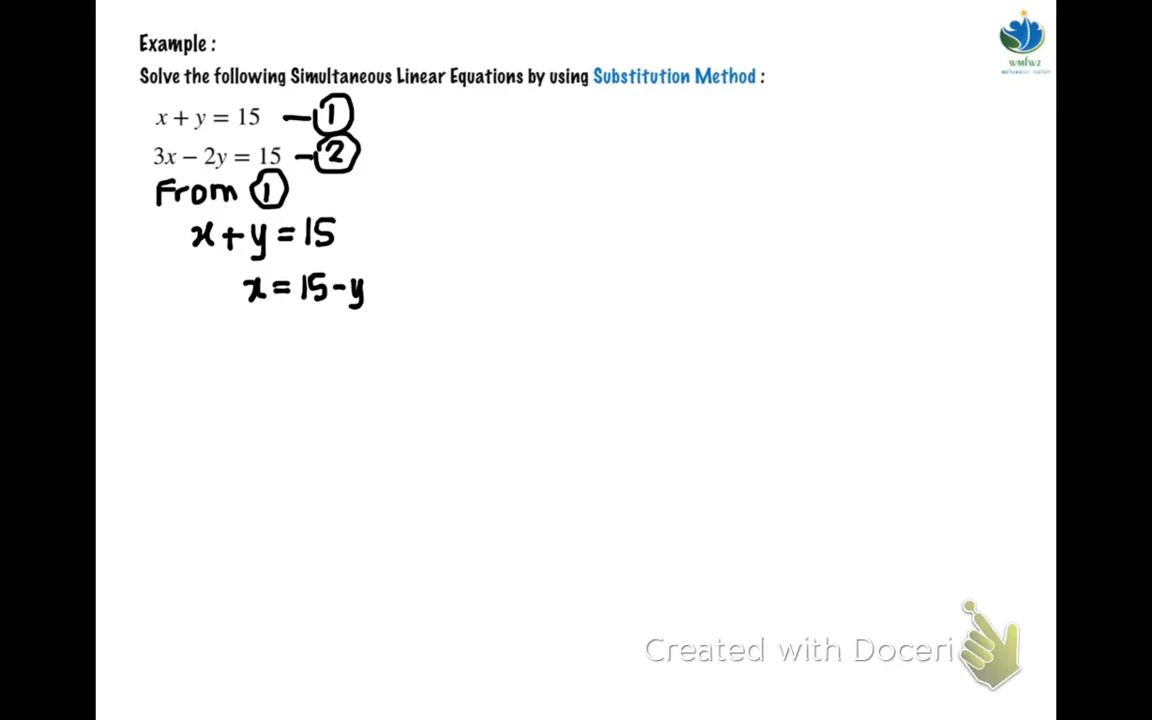 Example :
Solve the following Simultaneous Linear Equations by using Substitution Method :
x + y = 15 — 1
3x − 2y = 15 — 2
From 1
x + y = 15
x = 15 - y
wmfwz
Created with Doceri